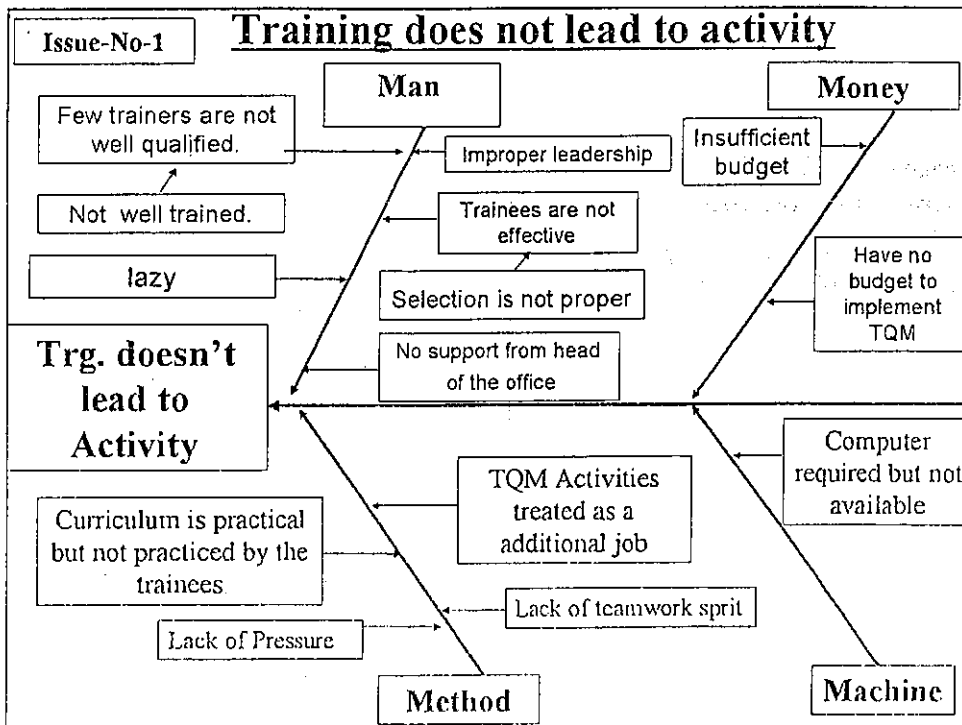 Issue-No-1
Training does not lead to activity
Man
Money
Few trainers are not
well qualified.
Improper leadership
Insufficient
budget
Not well trained.
Trainees are not
effective
lazy
Selection is not proper
Have no
budget to
implement
TQM
Trg. doesn't
lead to
Activity
No support from head
of the office
Computer
required but not
available
TQM Activities
treated as a
additional job
Curriculum is practical
but not practiced by the
trainees
Lack of teamwork sprit
Lack of Pressure
Method
Machine